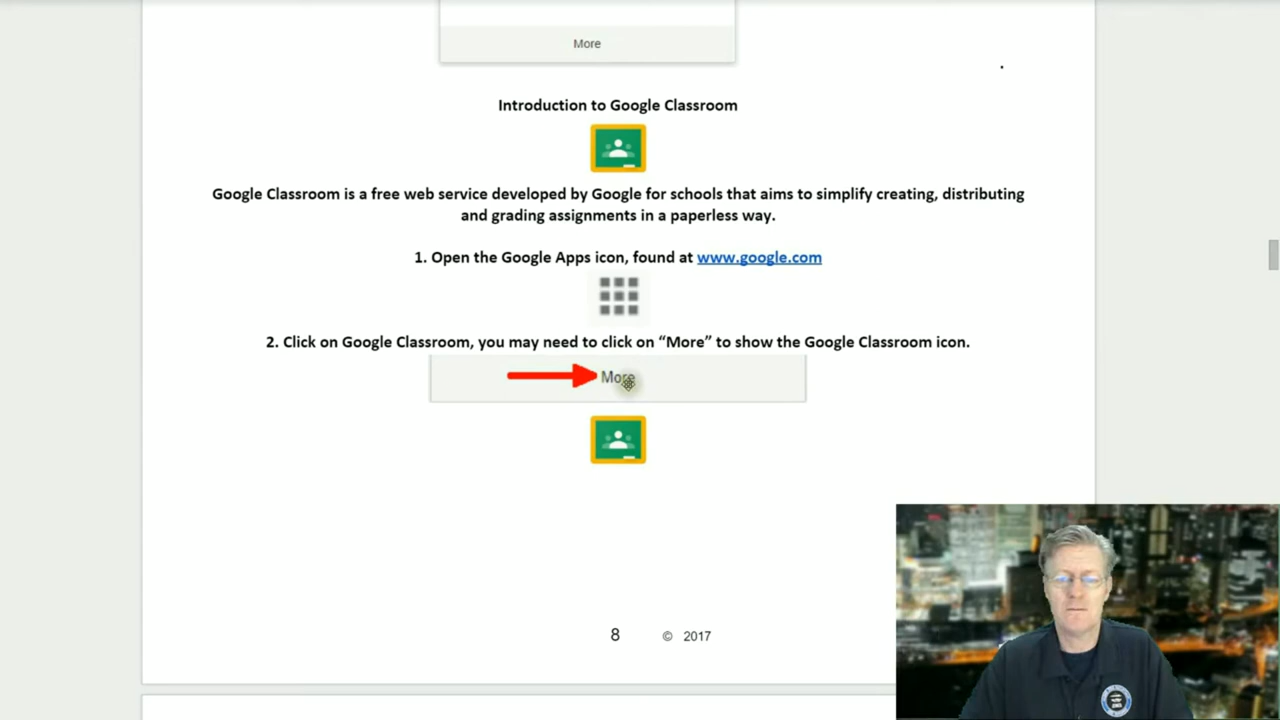 More
Introduction to Google Classroom
Google Classroom is a free web service developed by Google for schools that aims to simplify creating, distributing
and grading assignments in a paperless way.
1. Open the Google Apps icon, found at www.google.com
2. Click on Google Classroom, you may need to click on “More” to show the Google Classroom icon.
More
8 © 2017